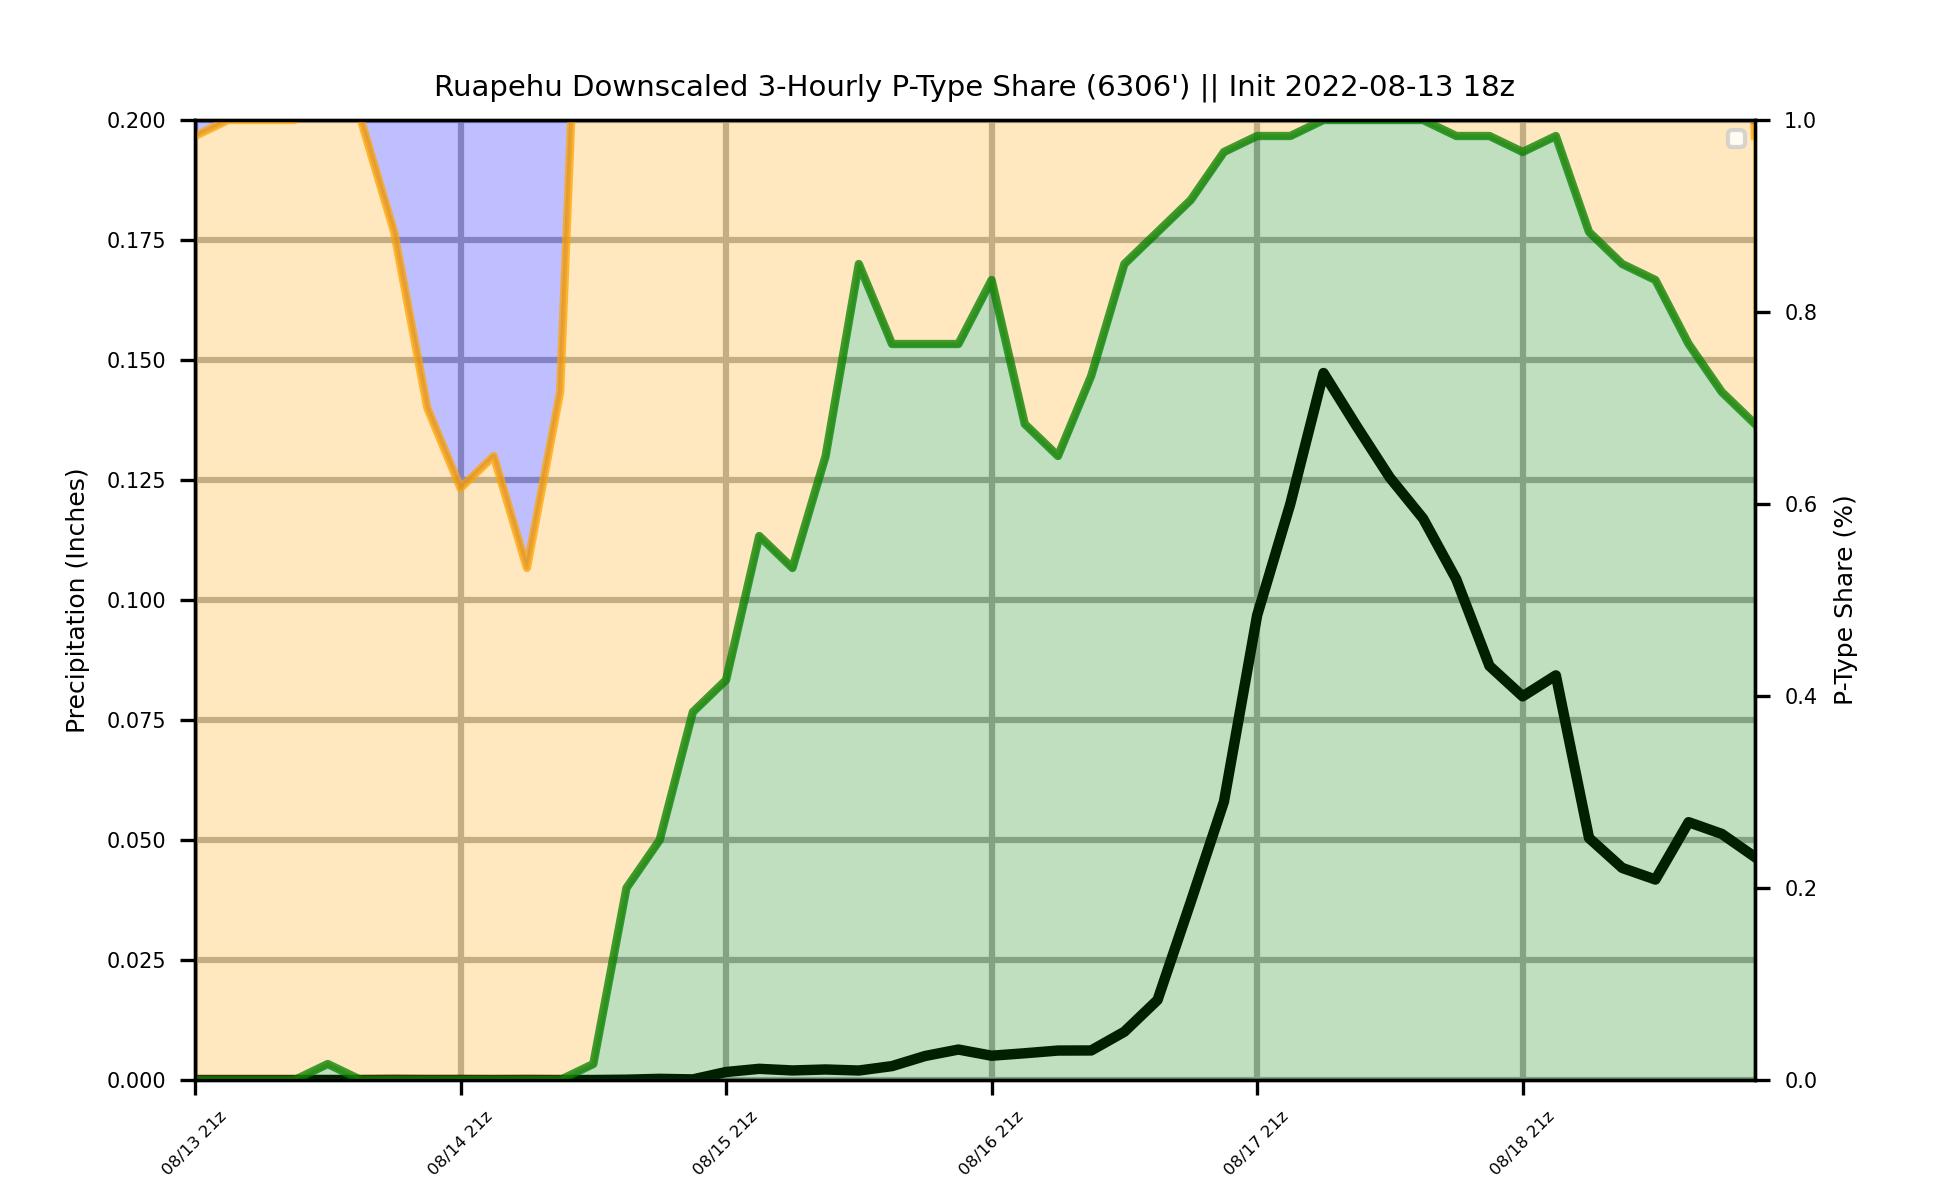 Ruapehu Downscaled 3-Hourly P-Type Share (6306') || Init 2022-08-13 18z
0.200
0.175
0.150
0.125
0.100
0.075
0.050
0.025
0.000
Precipitation (Inches)
1.0
0.8
0.6
0.4
0.2
0.0
P-Type Share (%)
08/13 21z
08/14 21z
08/15 21z
08/16 21z
08/17 21z
08/18 21z